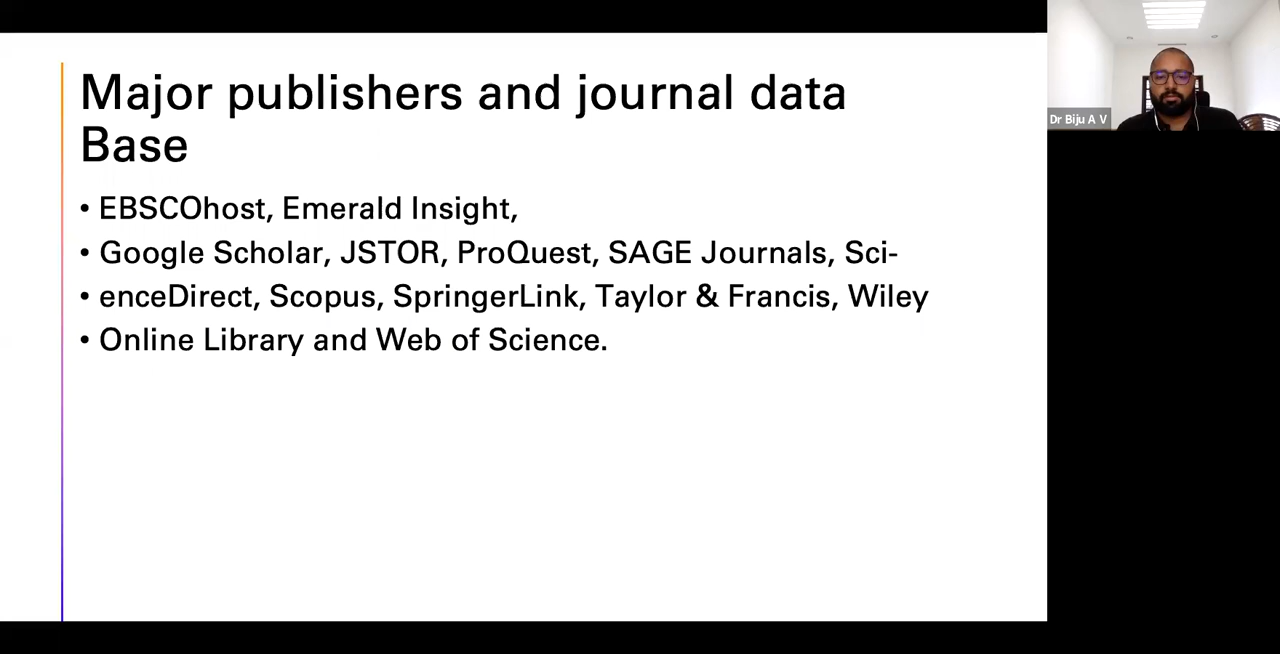 Major publishers and journal data
Base
• EBSCOhost, Emerald Insight,
• Google Scholar, JSTOR, ProQuest, SAGE Journals, Sci-
• enceDirect, Scopus, SpringerLink, Taylor & Francis, Wiley
• Online Library and Web of Science.
Dr Biju A V